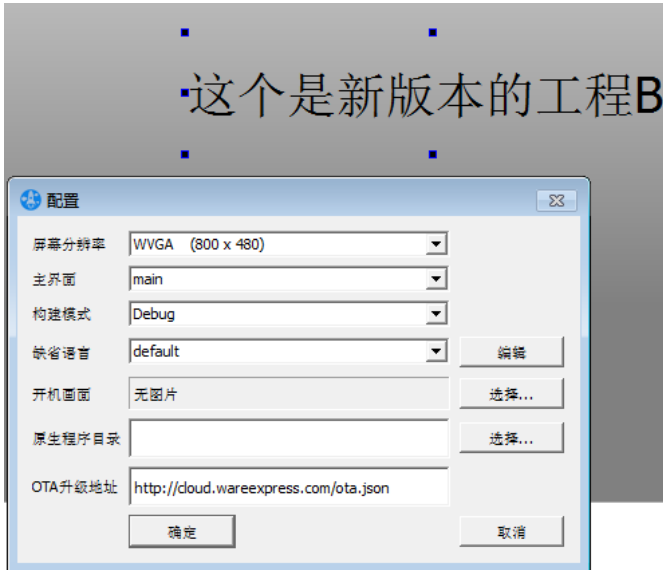 这个是新版本的工程B
配置
屏幕分辨率 WVGA (800 x 480)
主界面 main
构建模式 Debug
缺省语言 default 编辑
开机画面 无图片 选择...
原生程序目录 选择...
OTA升级地址 http://cloud.wareexpress.com/ota.json
确定 取消